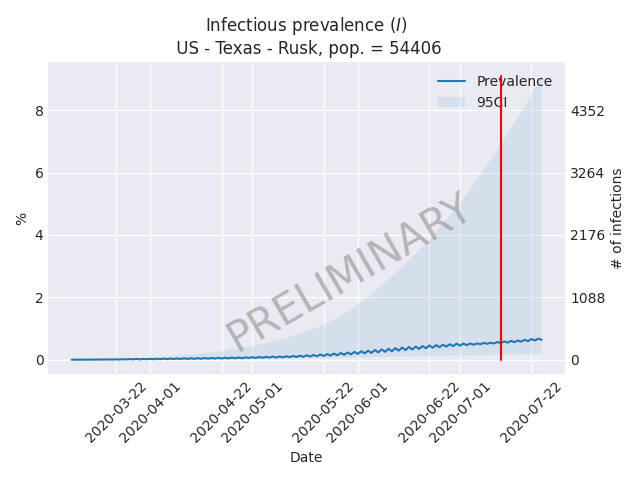 Infectious prevalence (I)
US - Texas - Rusk, pop. = 54406
Prevalence
95CI
8
6
4
2
0
%
4352
3264
2176
1088
0
# of infections
PRELIMINARY
2020-03-22
2020-04-01
2020-04-22
2020-05-01
2020-05-22
2020-06-01
2020-06-22
2020-07-01
2020-07-22
Date